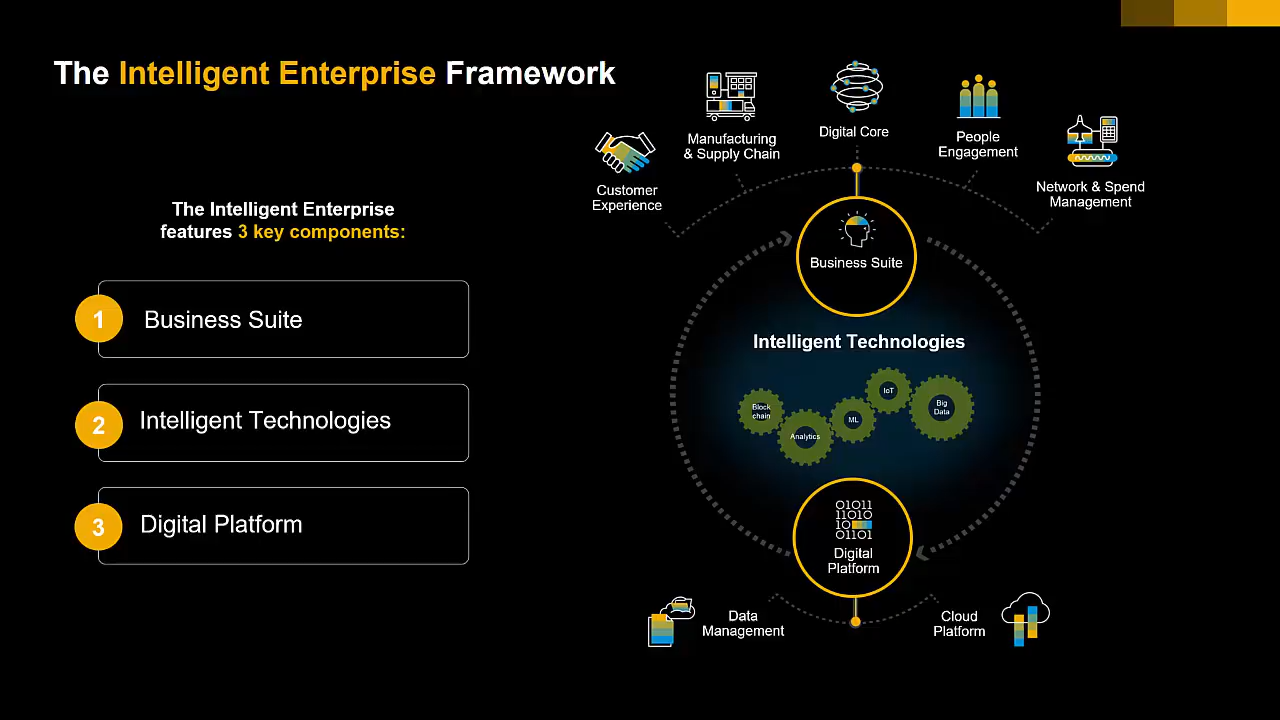 The Intelligent Enterprise Framework
The Intelligent Enterprise
features 3 key components:
1
Business Suite
2
Intelligent Technologies
3
Digital Platform
Customer
Experience
Manufacturing
& Supply Chain
Digital Core
People
Engagement
Network & Spend
Management
Business Suite
Intelligent Technologies
Block
chain
Analytics
ML
IoT
Big
Data
01011
11010
10
01101
Digital
Platform
Data
Management
Cloud
Platform